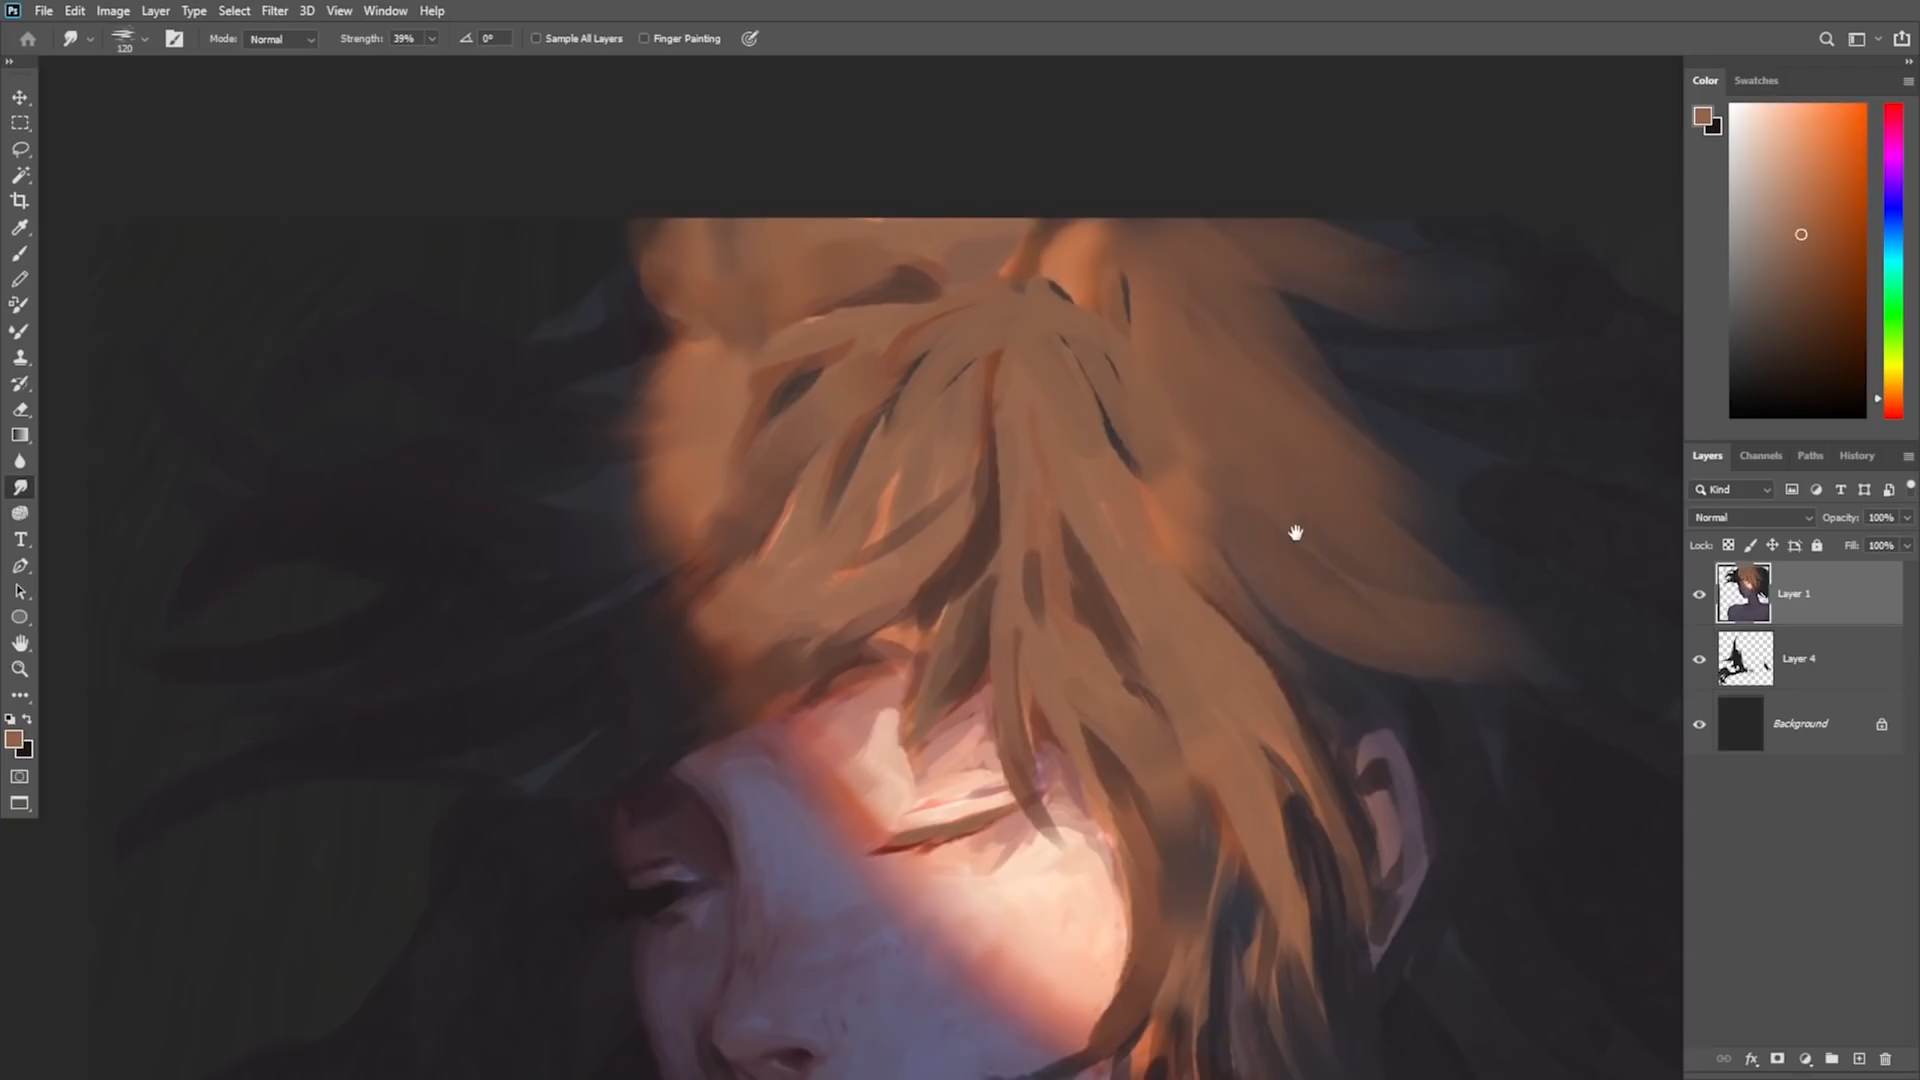 Ps File Edit Image Layer Type Select Filter 3D View Window Help
120 Mode: Normal Strength: 39% 0° Sample All Layers Finger Painting
Color Swatches
Layers Channels Paths History
Kind
Normal Opacity: 100%
Lock: Fill: 100%
Layer 1
Layer 4
Background
fx